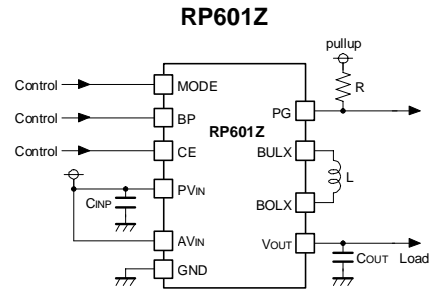 RP601Z
pullup
Control
MODE
R
Control
BP
PG
RP601Z
Control
CE
BULX
L
PVIN
CINP
BOLX
AVIN
VOUT
COUT
Load
GND